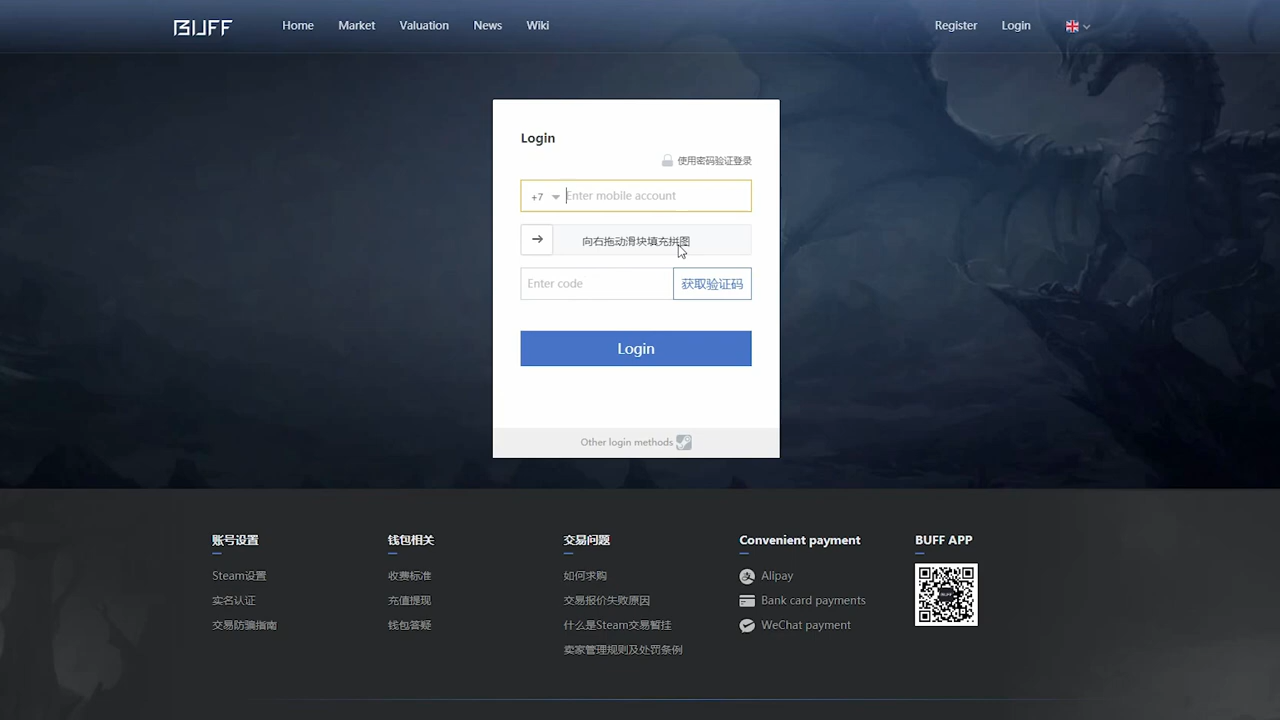 BUFF
Home
Market
Valuation
News
Wiki
Register
Login
Login
使用密码验证登录
+7
Enter mobile account
向右拖动滑块填充拼图
Enter code
获取验证码
Login
Other login methods
账号设置
Steam设置
实名认证
交易防骗指南
钱包相关
收费标准
充值提现
钱包答疑
交易问题
如何求购
交易报价失败原因
什么是Steam交易暂挂
卖家管理规则及处罚条例
Convenient payment
Alipay
Bank card payments
WeChat payment
BUFF APP
BUFF